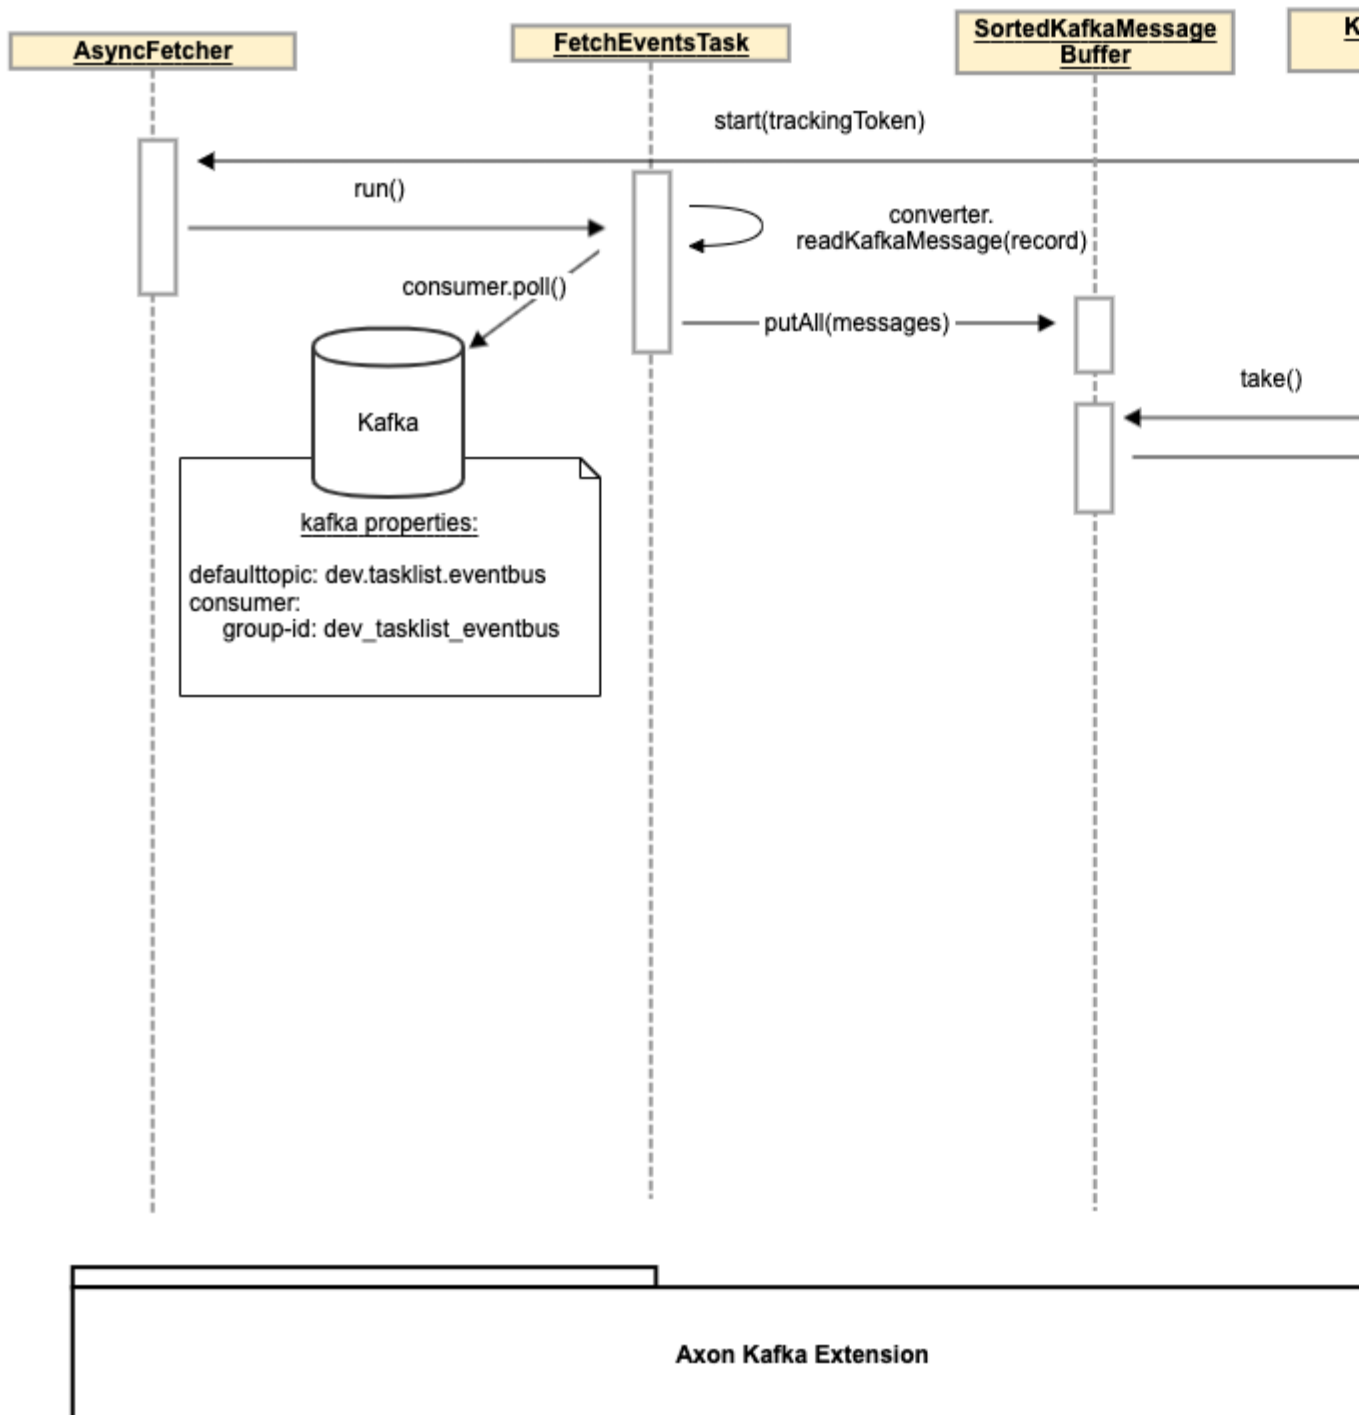 AsyncFetcher
FetchEventsTask
SortedKafkaMessage
Buffer
K
start(trackingToken)
run()
converter.
readKafkaMessage(record)
consumer.poll()
putAll(messages)
take()
Kafka
kafka properties:
defaulttopic: dev.tasklist.eventbus
consumer:
group-id: dev_tasklist_eventbus
Axon Kafka Extension